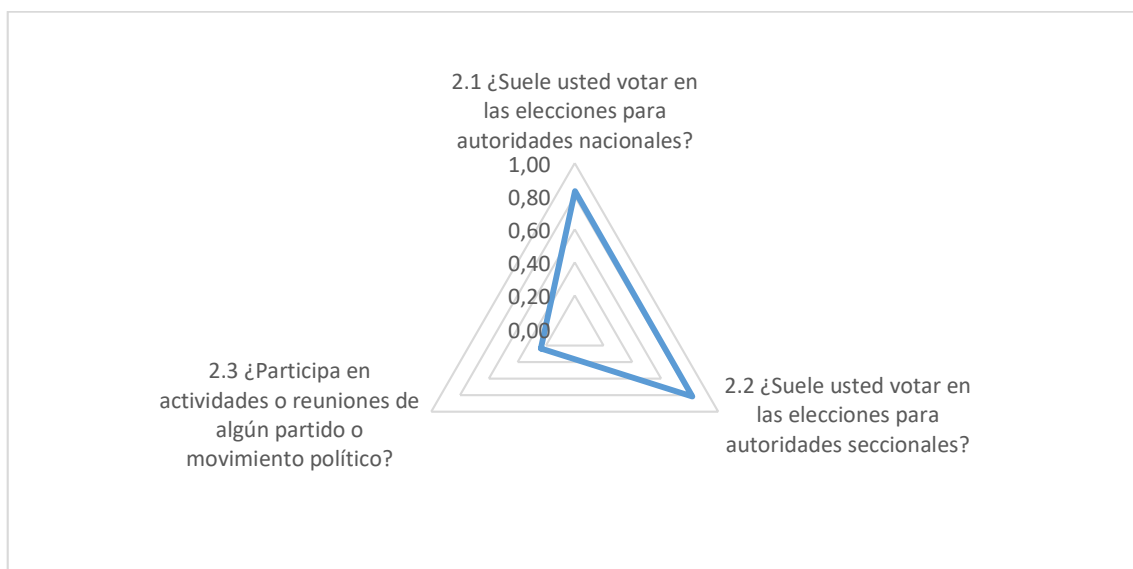 2.1 ¿Suele usted votar en
las elecciones para
autoridades nacionales?
1,00
0,80
0,60
0,40
0,20
0,00
2.3 ¿Participa en
actividades o reuniones de
algún partido o
movimiento político?
2.2 ¿Suele usted votar en
las elecciones para
autoridades seccionales?